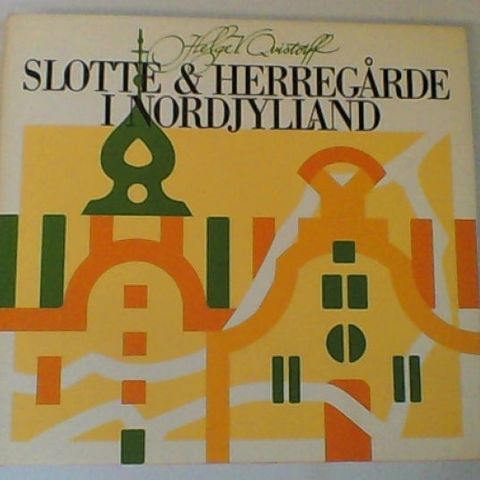 Helge V Qvistorff
SLOTTE & HERREGÅRDE
I NORDJYLLAND